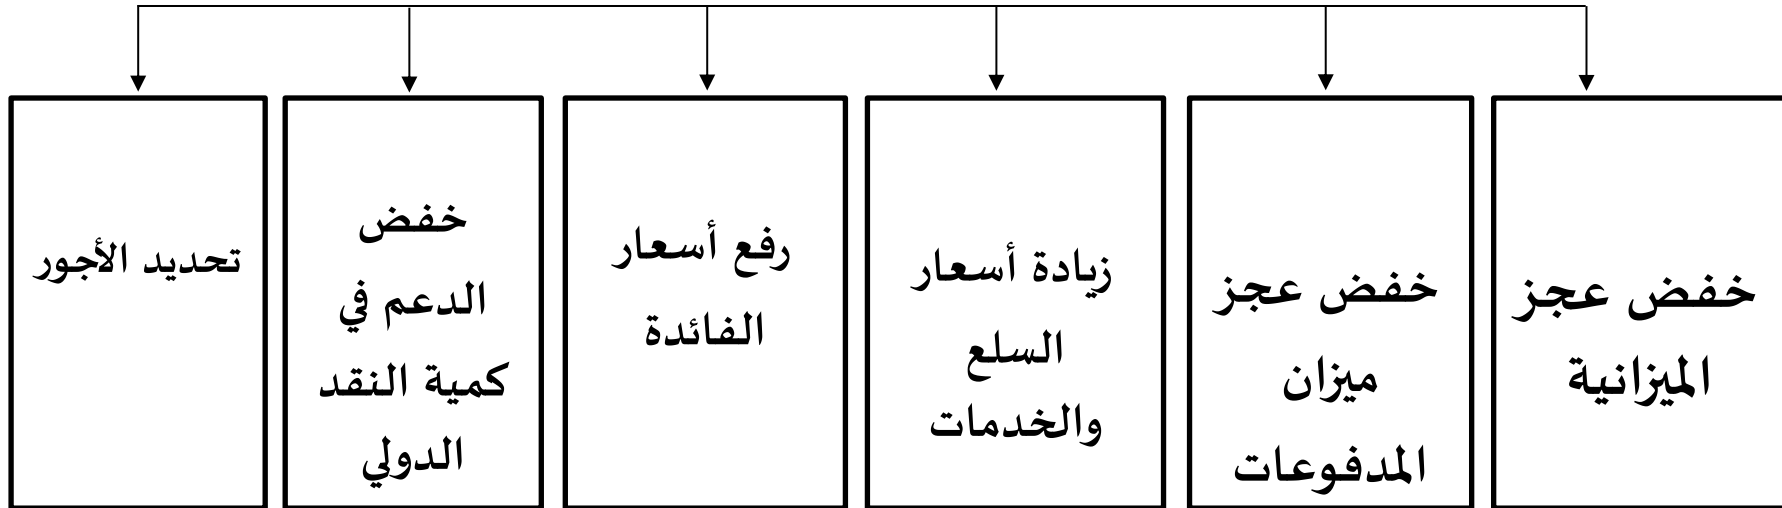 خفض عجز
الميزانية
خفض عجز
ميزان
المدفوعات
زيادة أسعار
السلع
والخدمات
رفع أسعار
الفائدة
خفض
الدعم في
كمية النقد
الدولي
تحديد الأجور